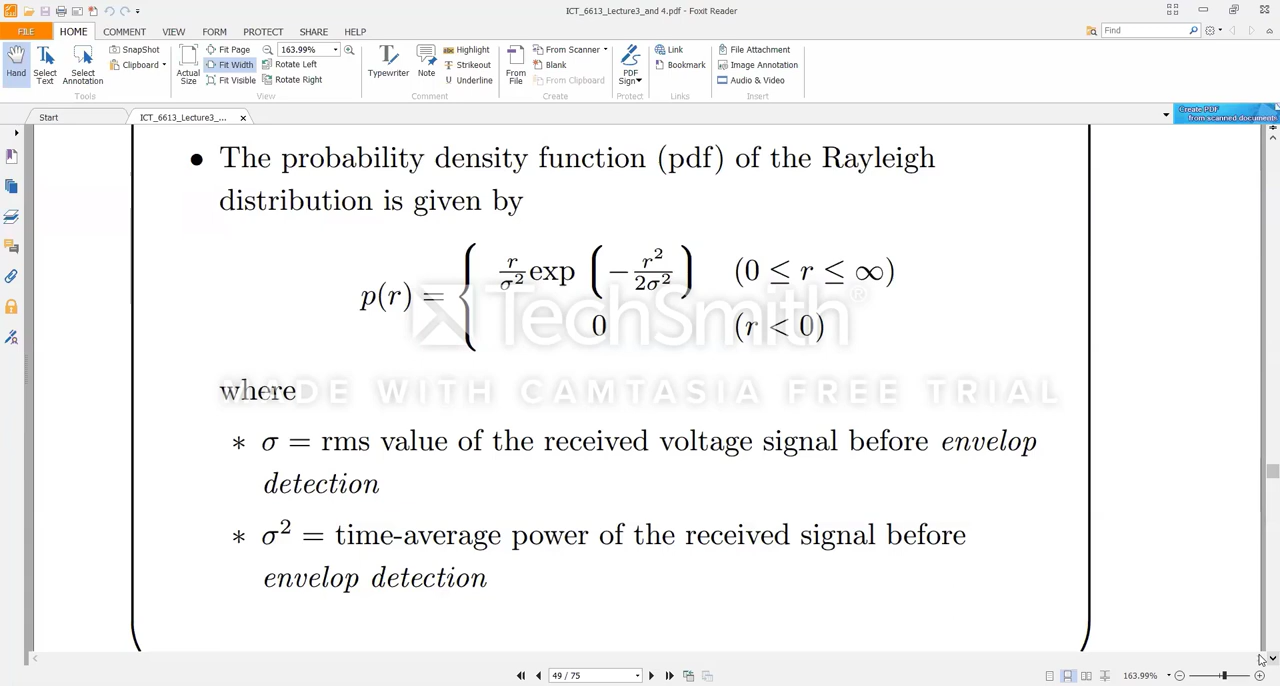 ICT_6613_Lecture3_and 4.pdf - Foxit Reader
FILE HOME COMMENT VIEW FORM PROTECT SHARE HELP Find
Hand Select Text Select Annotation SnapShot Clipboard Tools
Actual Size Fit Page Fit Width Fit Visible 163.99% Rotate Left Rotate Right View
Typewriter Note Highlight Strikeout Underline Comment
From File From Scanner Blank From Clipboard Create
PDF Sign Protect
Link Bookmark Links
File Attachment Image Annotation Audio & Video Insert
Start ICT_6613_Lecture3_... Create PDF
from scanned documents
• The probability density function (pdf) of the Rayleigh
distribution is given by
p(r) = { r/σ² exp (−r²/2σ²) (0 ≤ r ≤ ∞)
0 (r < 0)
TechSmith®
where
MADE WITH CAMTASIA FREE TRIAL
∗ σ = rms value of the received voltage signal before envelop
detection
∗ σ² = time-average power of the received signal before
envelop detection
49 / 75 163.99%